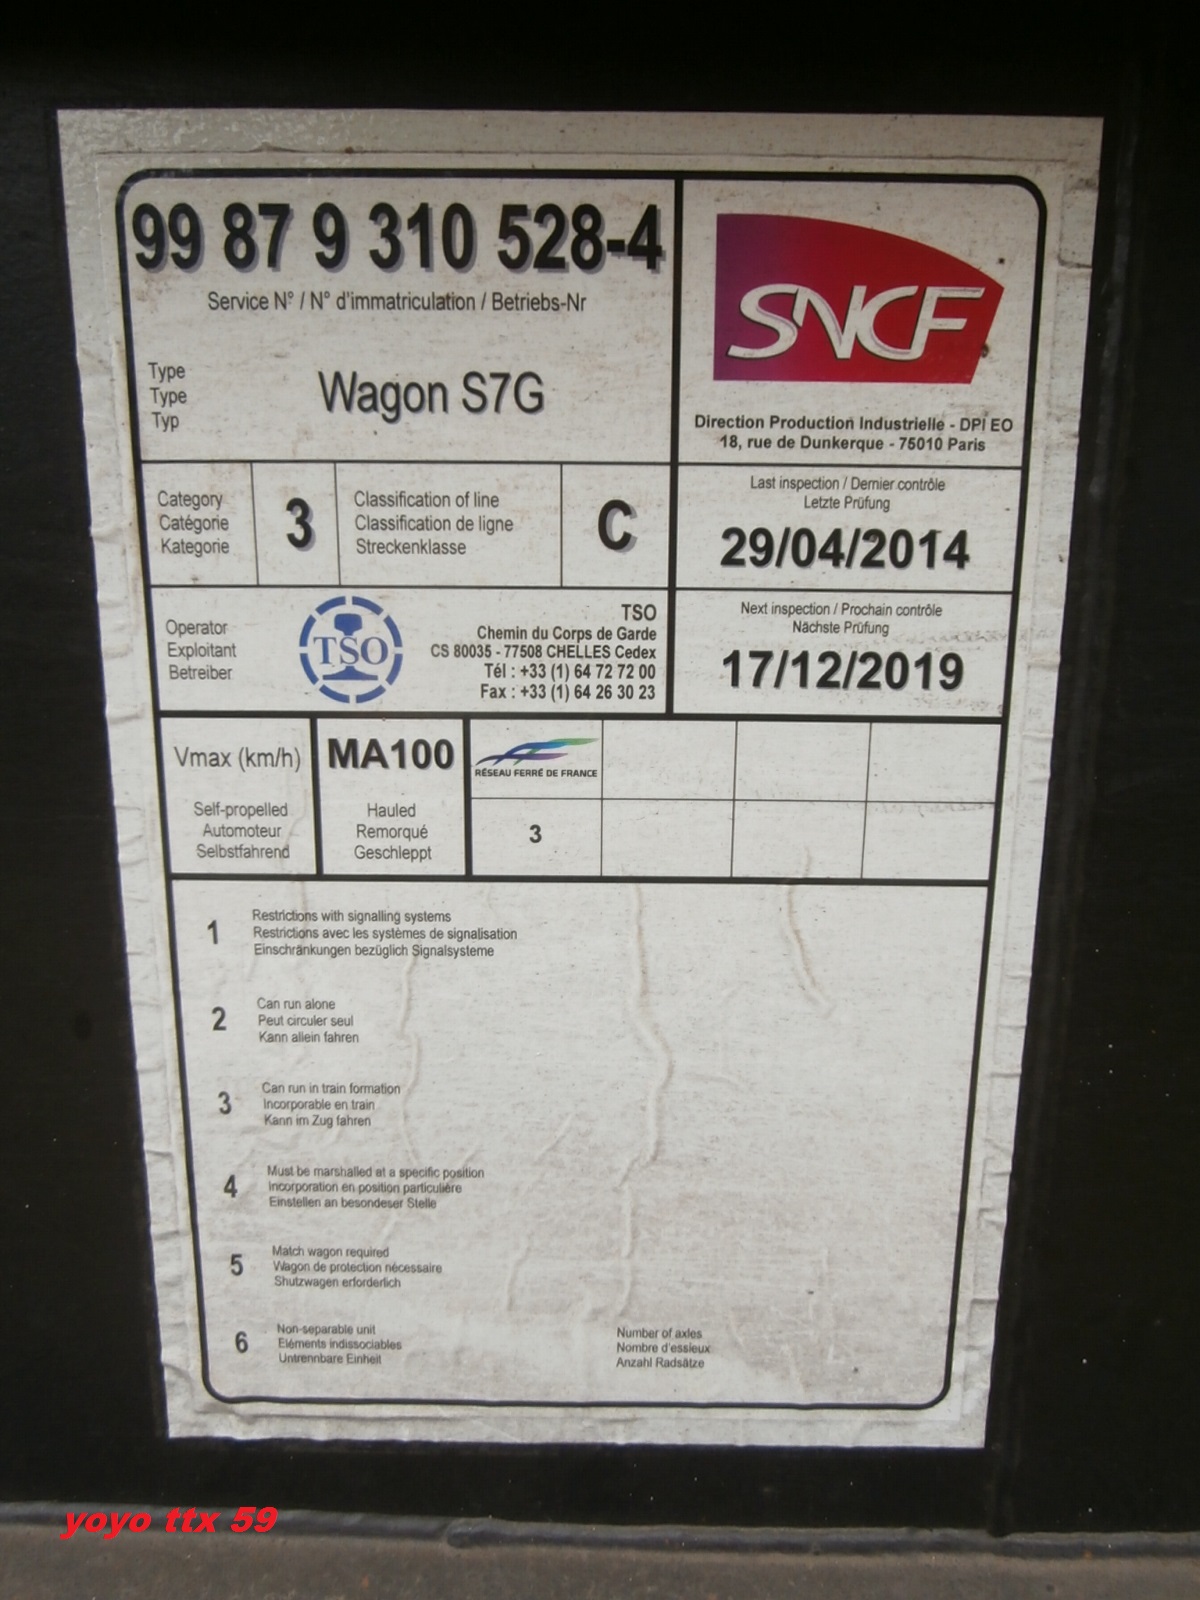 99 87 9 310 528-4
Service N° / N° d'immatriculation / Betriebs-Nr
Type
Type
Typ
Wagon S7G
SNCF
Direction Production Industrielle - DPI EO
18, rue de Dunkerque - 75010 Paris
Category
Catégorie
Kategorie
3
Classification of line
Classification de ligne
Streckenklasse
C
Last inspection / Dernier contrôle
Letzte Prüfung
29/04/2014
Operator
Exploitant
Betreiber
TSO
TSO
Chemin du Corps de Garde
CS 80035 - 77508 CHELLES Cedex
Tél : +33 (1) 64 72 72 00
Fax : +33 (1) 64 26 30 23
Next inspection / Prochain contrôle
Nächste Prüfung
17/12/2019
Vmax (km/h)
Self-propelled
Automoteur
Selbstfahrend
MA100
Hauled
Remorqué
Geschleppt
RÉSEAU FERRÉ DE FRANCE
3
1
Restrictions with signalling systems
Restrictions avec les systèmes de signalisation
Einschränkungen bezüglich Signalsysteme
2
Can run alone
Peut circuler seul
Kann allein fahren
3
Can run in train formation
Incorporable en train
Kann im Zug fahren
4
Must be marshalled at a specific position
Incorporation en position particulière
Einstellen an besondeser Stelle
5
Match wagon required
Wagon de protection nécessaire
Shutzwagen erforderlich
6
Non-separable unit
Eléments indissociables
Untrennbare Einheit
Number of axles
Nombre d'essieux
Anzahl Radsätze
yoyo ttx 59